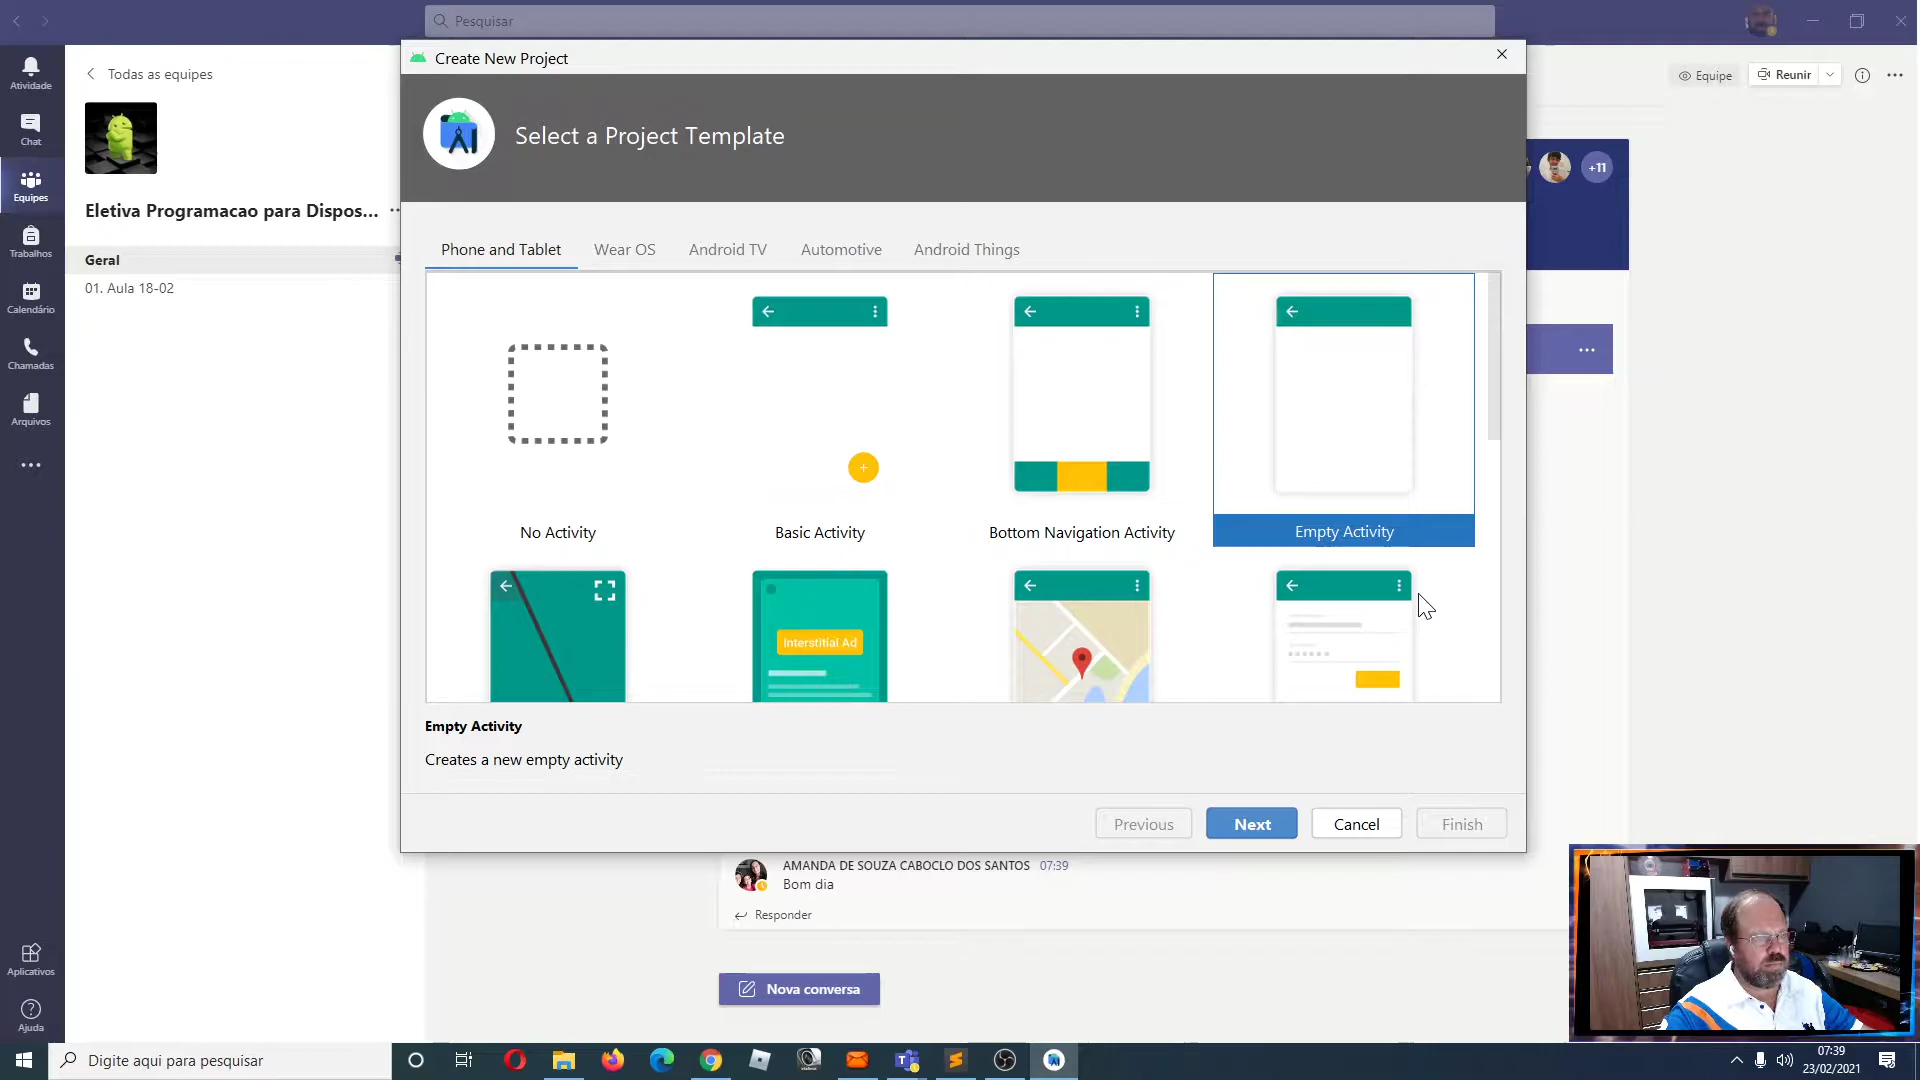 Pesquisar
Atividade
Chat
Equipes
Trabalhos
Calendário
Chamadas
Arquivos
Aplicativos
Ajuda
Todas as equipes
Eletiva Programacao para Dispos...
Geral
01. Aula 18-02
Equipe
Reunir
+11
Create New Project
Select a Project Template
Phone and Tablet
Wear OS
Android TV
Automotive
Android Things
No Activity
Basic Activity
Bottom Navigation Activity
Empty Activity
Interstitial Ad
Empty Activity
Creates a new empty activity
Previous
Next
Cancel
Finish
AMANDA DE SOUZA CABOCLO DOS SANTOS 07:39
Bom dia
Responder
Nova conversa
Digite aqui para pesquisar
07:39
23/02/2021